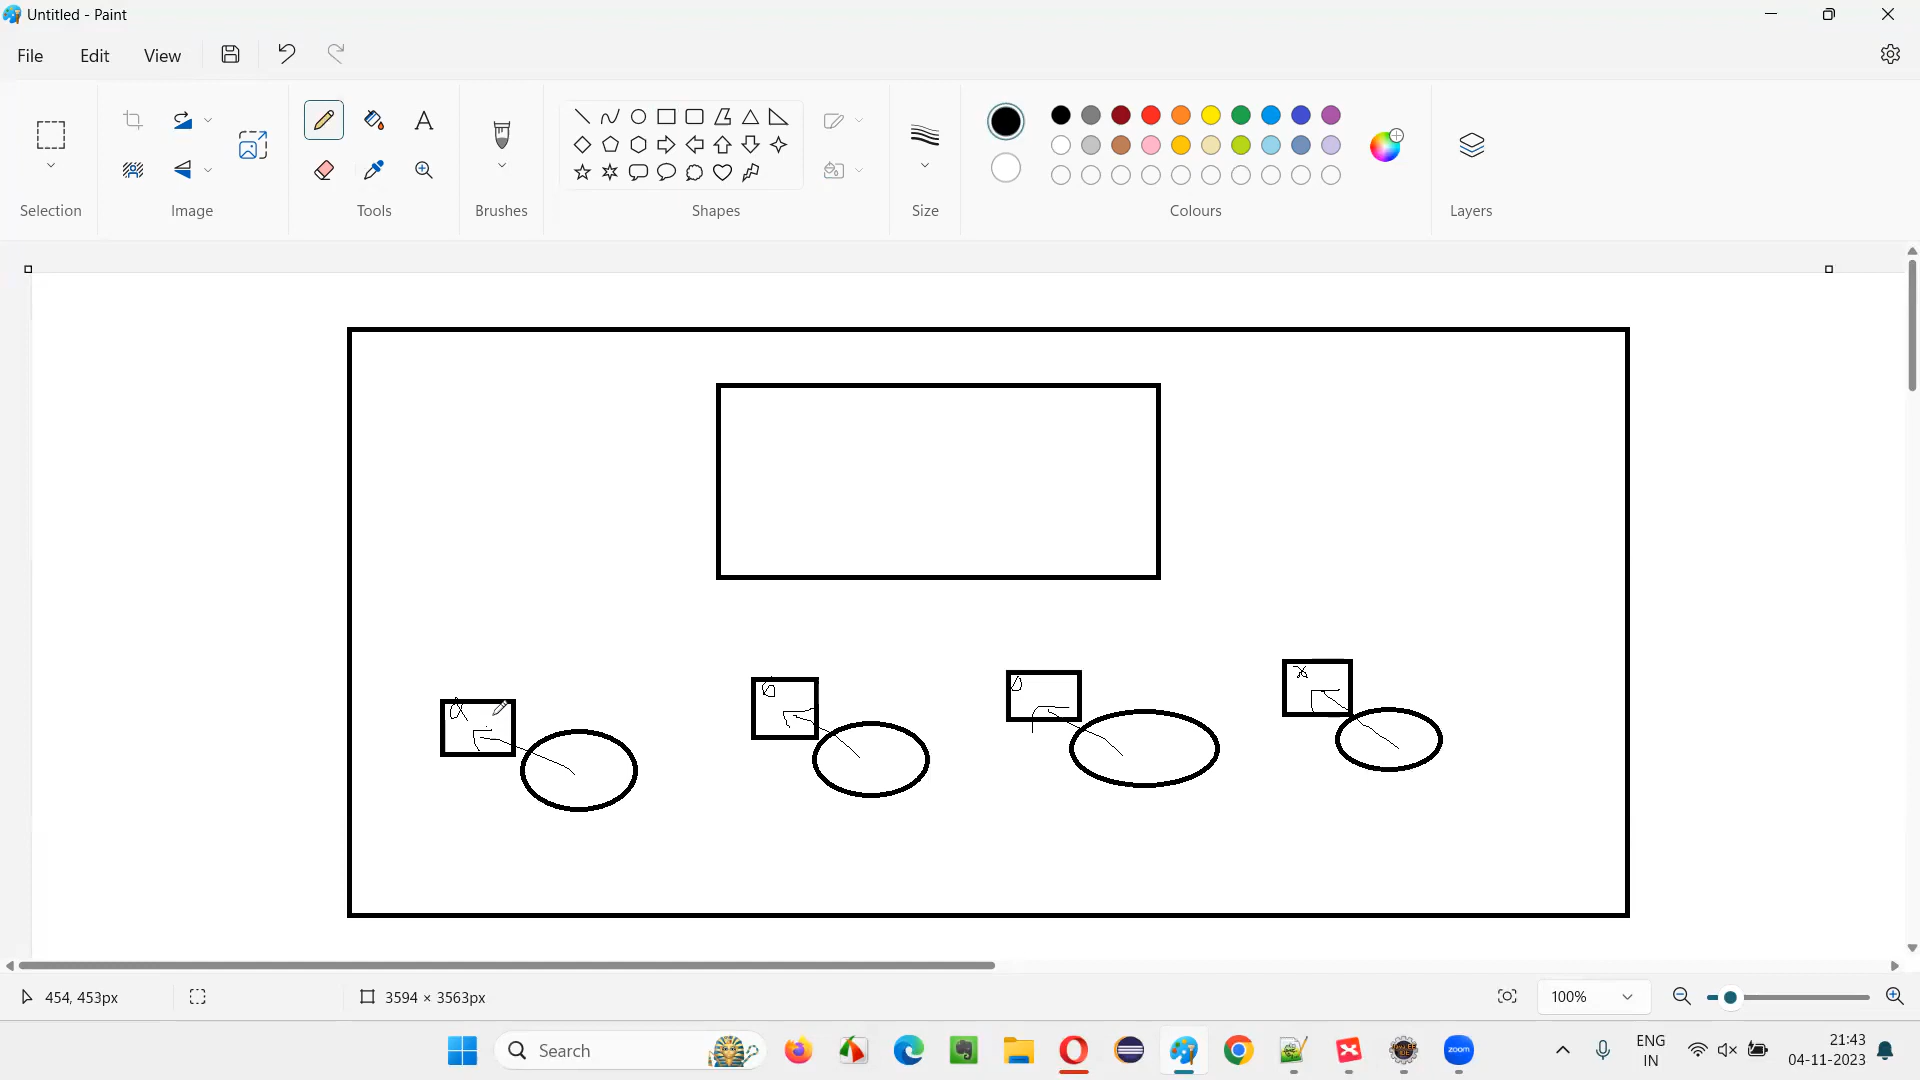 Untitled - Paint
File Edit View
Selection Image Tools Brushes Shapes Size Colours Layers
454, 453px 3594 × 3563px 100%
Search zoom ENG IN 21:43 04-11-2023